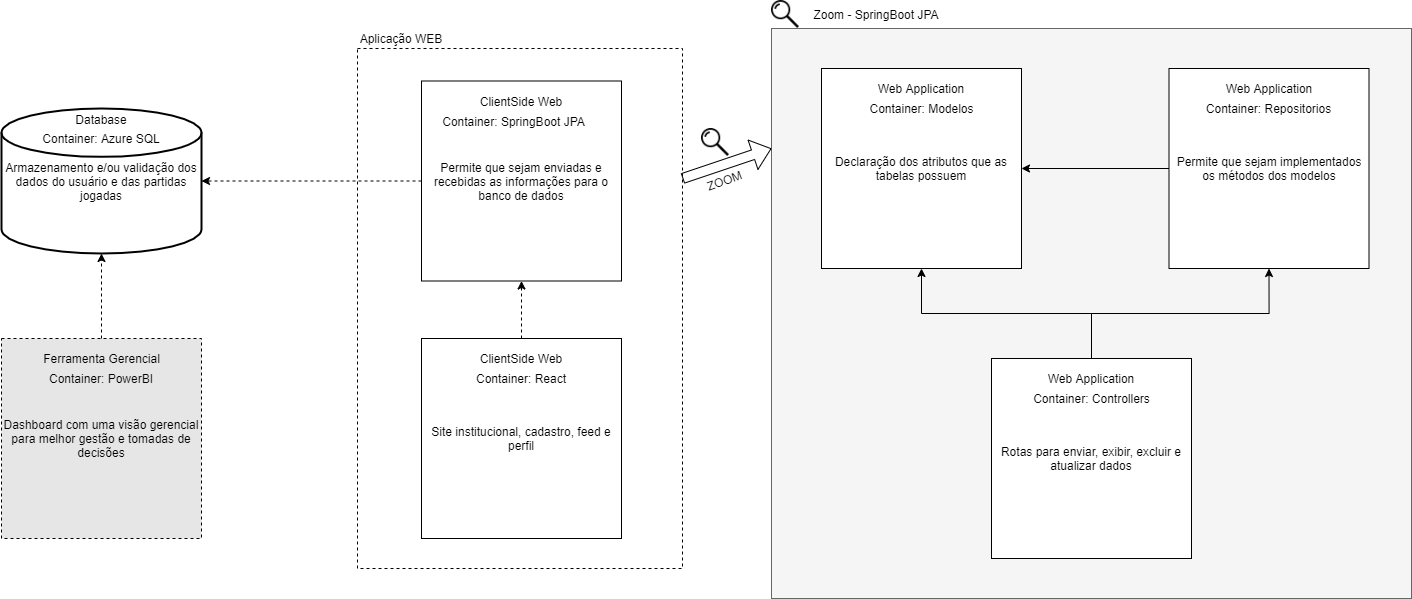 Zoom - SpringBoot JPA
Aplicação WEB
Database
Container: Azure SQL
Armazenamento e/ou validação dos
dados do usuário e das partidas
jogadas
Ferramenta Gerencial
Container: PowerBI
Dashboard com uma visão gerencial
para melhor gestão e tomadas de
decisões
ClientSide Web
Container: SpringBoot JPA
Permite que sejam enviadas e
recebidas as informações para o
banco de dados
ClientSide Web
Container: React
Site institucional, cadastro, feed e
perfil
ZOOM
Web Application
Container: Modelos
Declaração dos atributos que as
tabelas possuem
Web Application
Container: Repositorios
Permite que sejam implementados
os métodos dos modelos
Web Application
Container: Controllers
Rotas para enviar, exibir, excluir e
atualizar dados